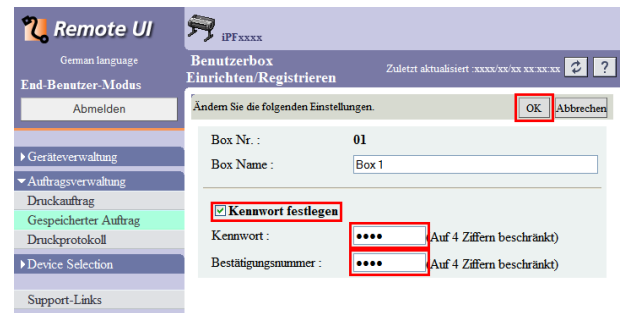 Remote UI
German language
End-Benutzer-Modus
Abmelden
Geräteverwaltung
Auftragsverwaltung
Druckauftrag
Gespeicherter Auftrag
Druckprotokoll
Device Selection
Support-Links
iPFxxxx
Benutzerbox
Einrichten/Registrieren
Zuletzt aktualisiert :xxxx/xx/xx xx:xx:xx
?
Ändern Sie die folgenden Einstellungen.
OK
Abbrechen
Box Nr. : 01
Box Name : Box 1
Kennwort festlegen
Kennwort : •••• (Auf 4 Ziffern beschränkt)
Bestätigungsnummer : •••• (Auf 4 Ziffern beschränkt)